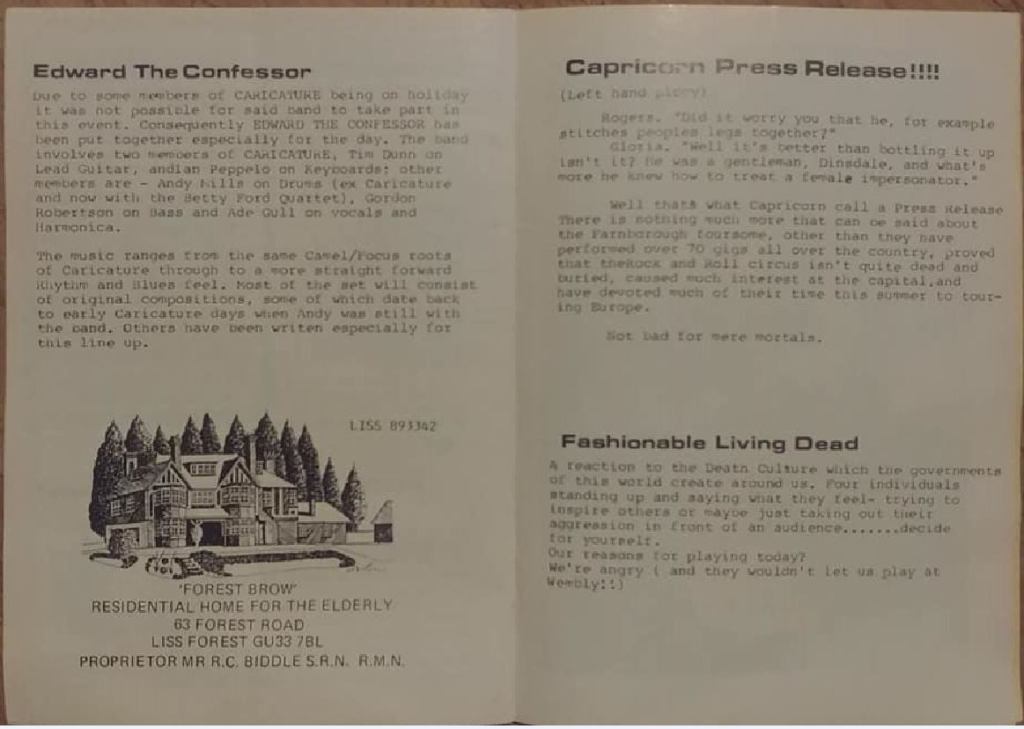 Edward The Confessor
Due to some members of CARICATURE being on holiday
it was not possible for said band to take part in
this event. Consequently EDWARD THE CONFESSOR has
been put together especially for the day. The band
involves two members of CARICATURE, Tim Dunn on
Lead Guitar, andIan Peppelo on Keyboards; other
members are - Andy Mills on Drums (ex Caricature
and now with the Betty Ford Quartet), Gordon
Robertson on Bass and Ade Gull on vocals and
Harmonica.
The music ranges from the same Camel/Focus roots
of Caricature through to a more straight forward
Rhythm and Blues feel. Most of the set will consist
of original compositions, some of which date back
to early Caricature days when Andy was still with
the band. Others have been writen especially for
this line up.
LISS 893342
'FOREST BROW'
RESIDENTIAL HOME FOR THE ELDERLY
63 FOREST ROAD
LISS FOREST GU33 7BL
PROPRIETOR MR R.C. BIDDLE S.R.N. R.M.N.
Capricorn Press Release!!!!
(Left hand
Rogers. "Did it worry you that he, for example
stitches peoples legs together?"
Gloria. "Well it's better than bottling it up
isn't it? He was a gentleman, Dinsdale, and what's
more he knew how to treat a female impersonator."
Well thats what Capricorn call a Press Release
There is nothing much more that can be said about
the Farnborough foursome, other than they have
performed over 70 gigs all over the country, proved
that theRock and Roll circus isn't quite dead and
buried, caused much interest at the capital,and
have devoted much of their time this summer to tour-
ing Europe.
Not bad for mere mortals.
Fashionable Living Dead
A reaction to the Death Culture which the governments
of this world create around us. Four individuals
standing up and saying what they feel- trying to
inspire others or maybe just taking out their
aggression in front of an audience.......decide
for yourself.
Our reasons for playing today?
We're angry ( and they wouldn't let us play at
Wembly!!)